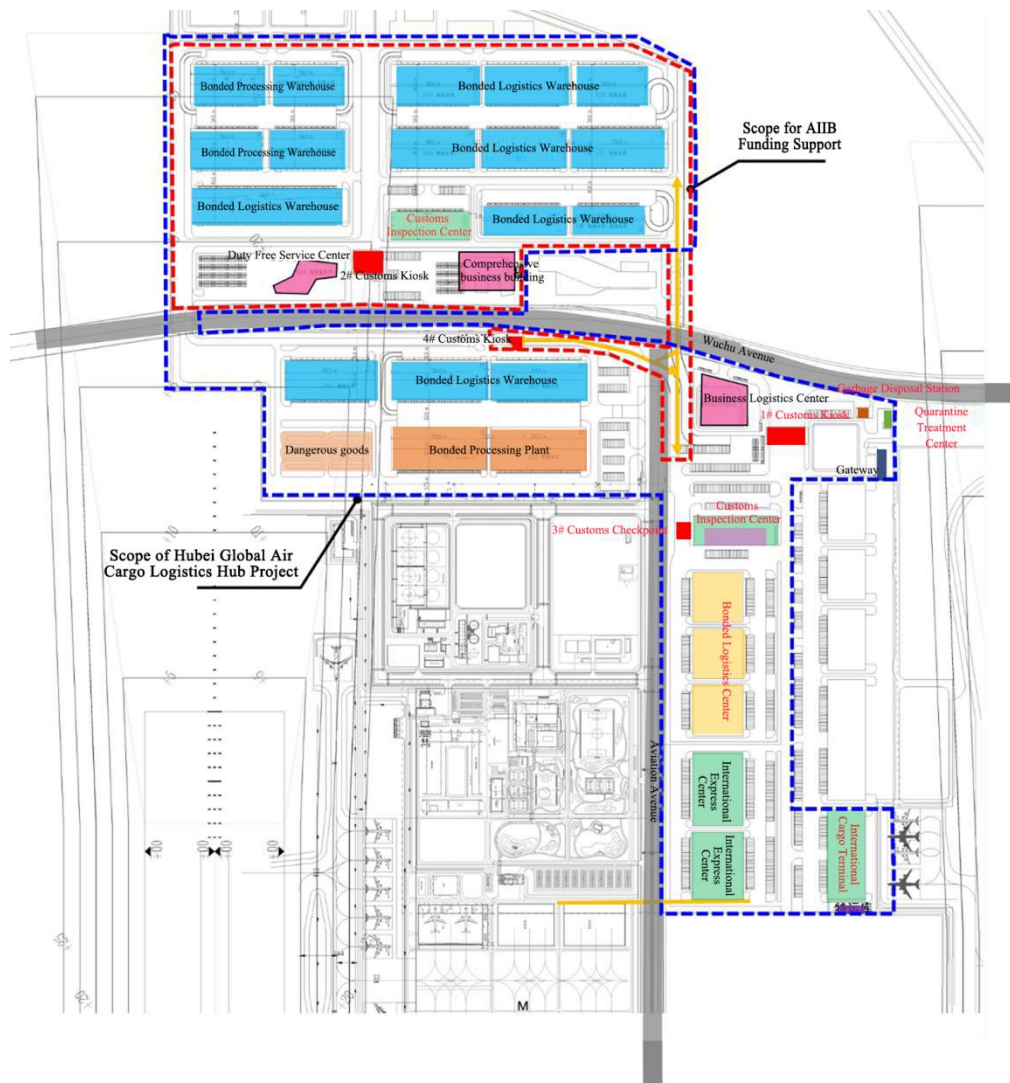 Bonded Processing Warehouse
Bonded Logistics Warehouse
Bonded Processing Warehouse
Bonded Logistics Warehouse
Bonded Logistics Warehouse
Customs
Inspection Center
Bonded Logistics Warehouse
Scope for AIIB
Funding Support
Duty Free Service Center
2# Customs Kiosk
Comprehensive
business building
4# Customs Kiosk
Wuchu Avenue
Bonded Logistics Warehouse
Business Logistics Center
Garbage Disposal Station
1# Customs Kiosk
Quarantine
Treatment
Center
Dangerous goods
Bonded Processing Plant
Gateway
Scope of Hubei Global Air
Cargo Logistics Hub Project
3# Customs Checkpoint
Customs
Inspection Center
Bonded Logistics Center
Aviation Avenue
International
Express
Center
International
Express
Center
International
Cargo Terminal
M